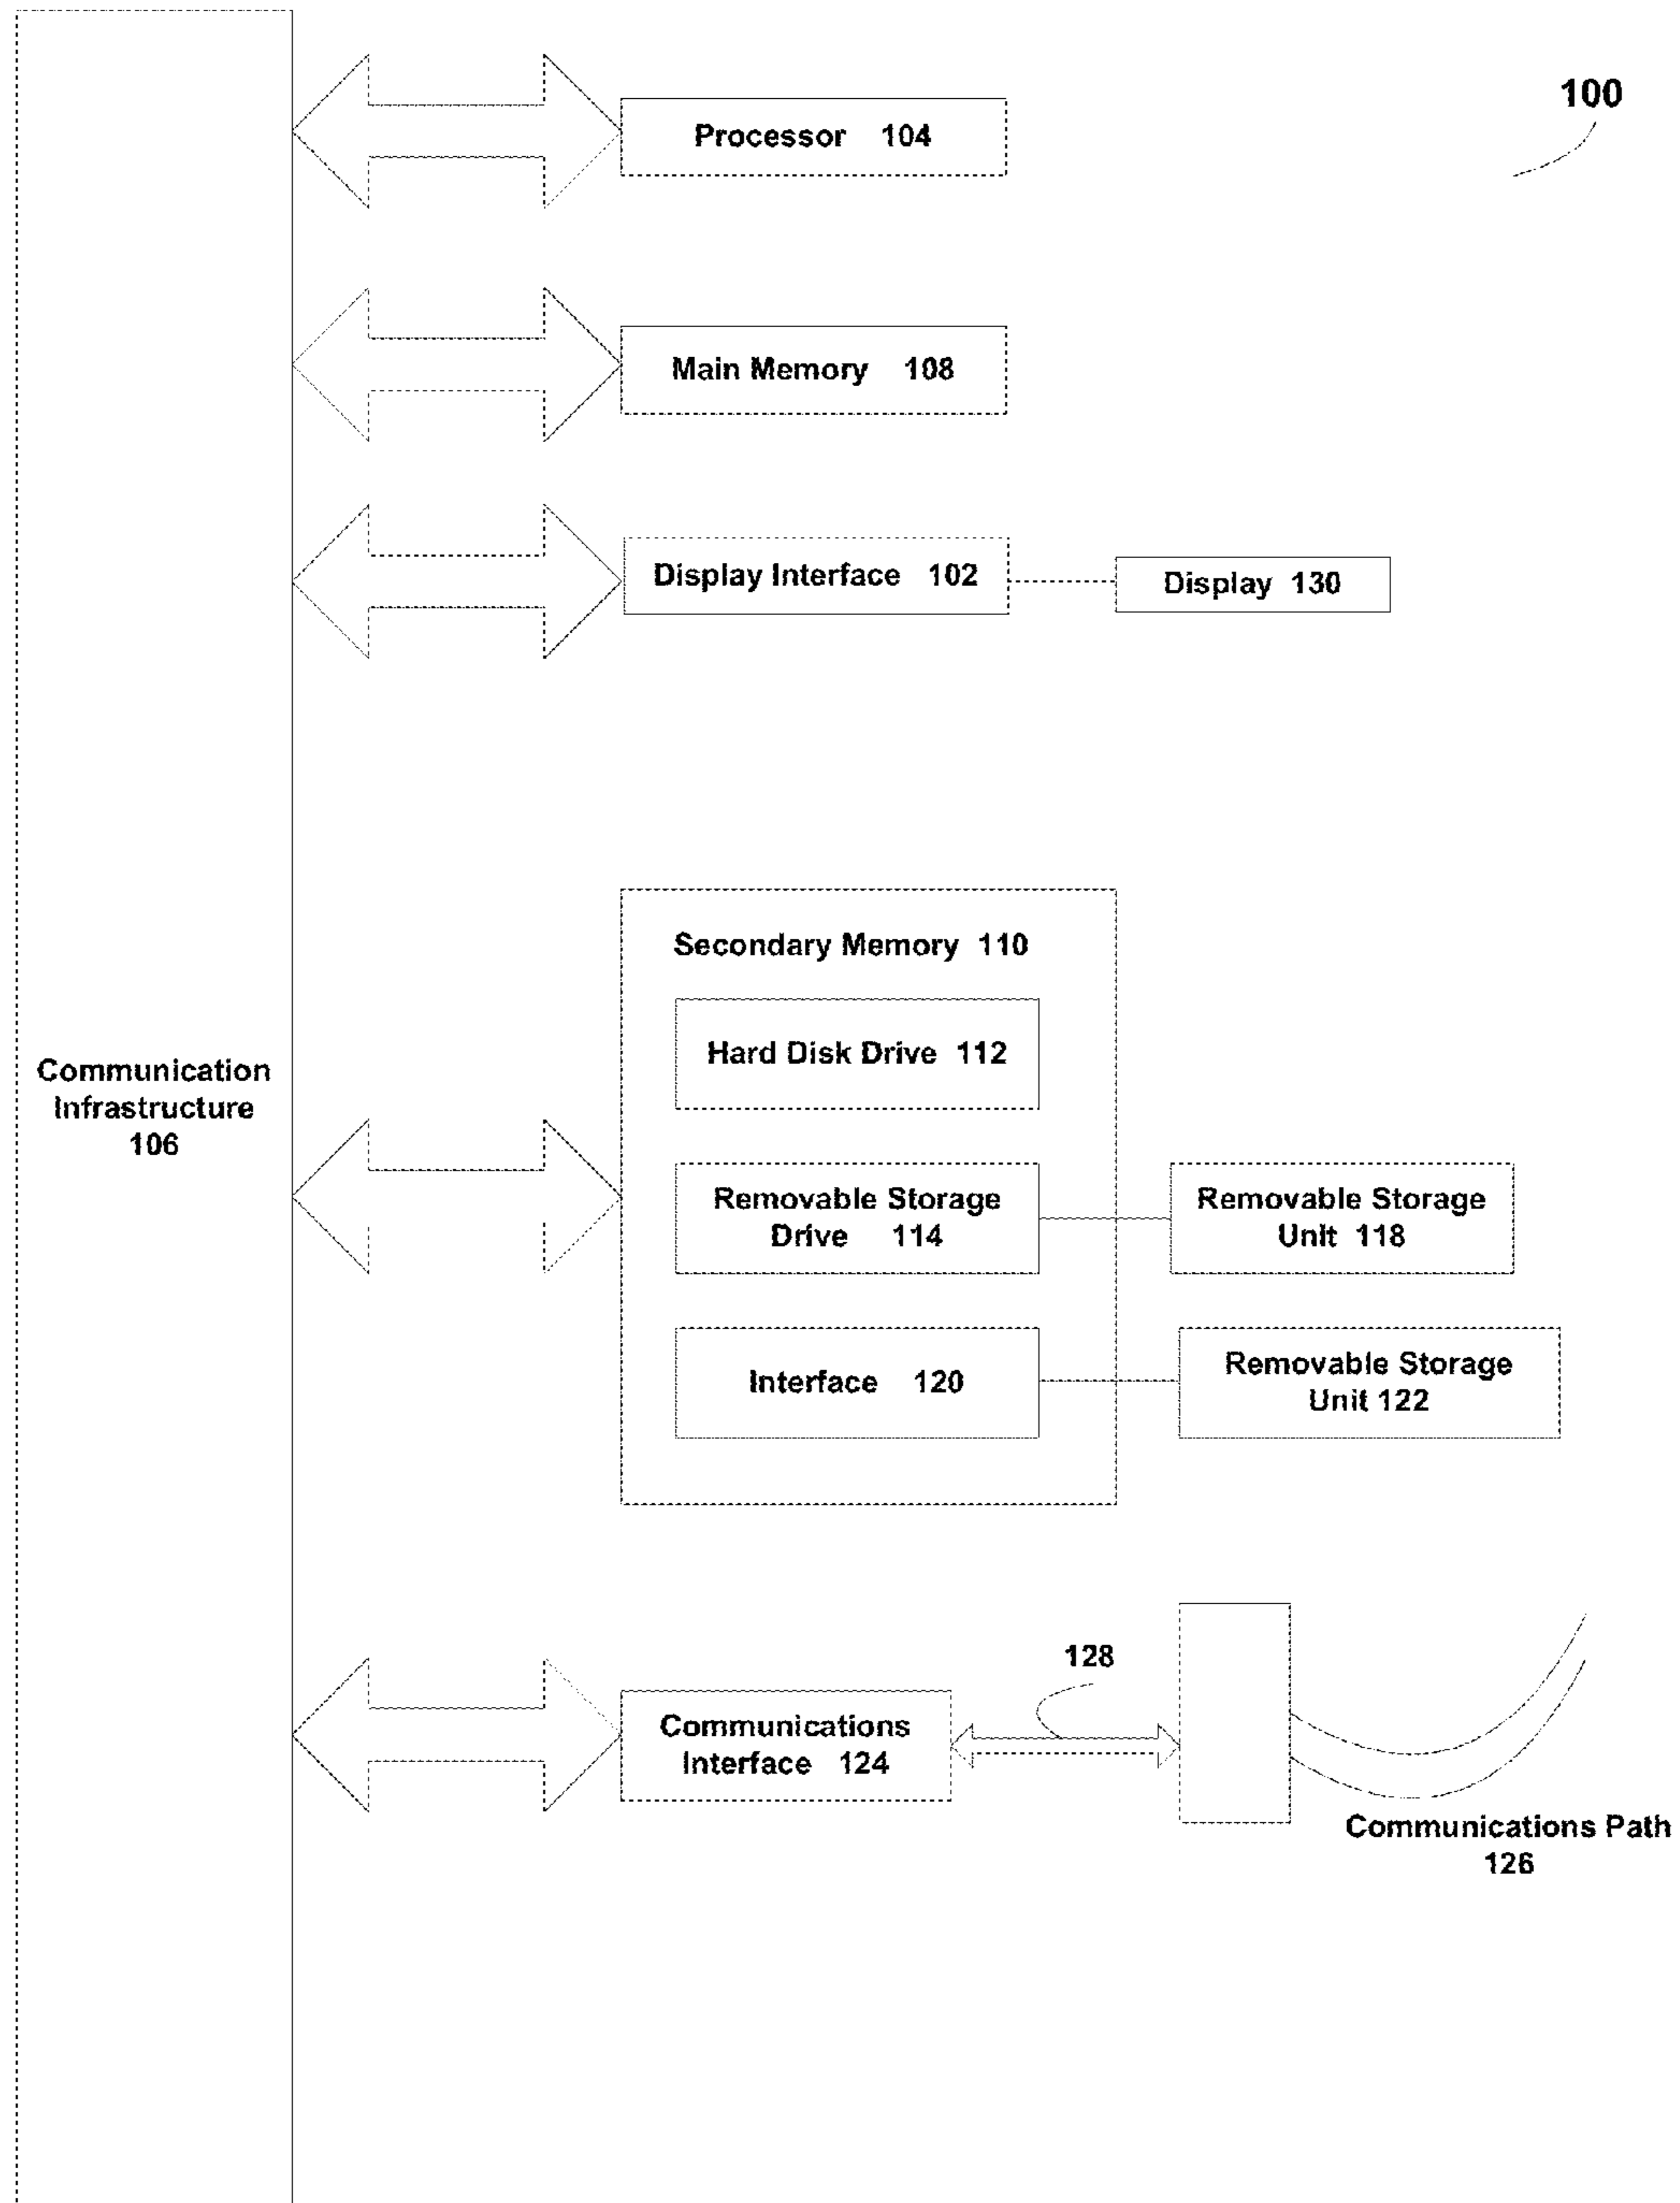 100
Processor 104
Main Memory 108
Display Interface 102
Display 130
Secondary Memory 110
Hard Disk Drive 112
Communication
Infrastructure
106
Removable Storage
Drive 114
Removable Storage
Unit 118
Interface 120
Removable Storage
Unit 122
128
Communications
Interface 124
Communications Path
126